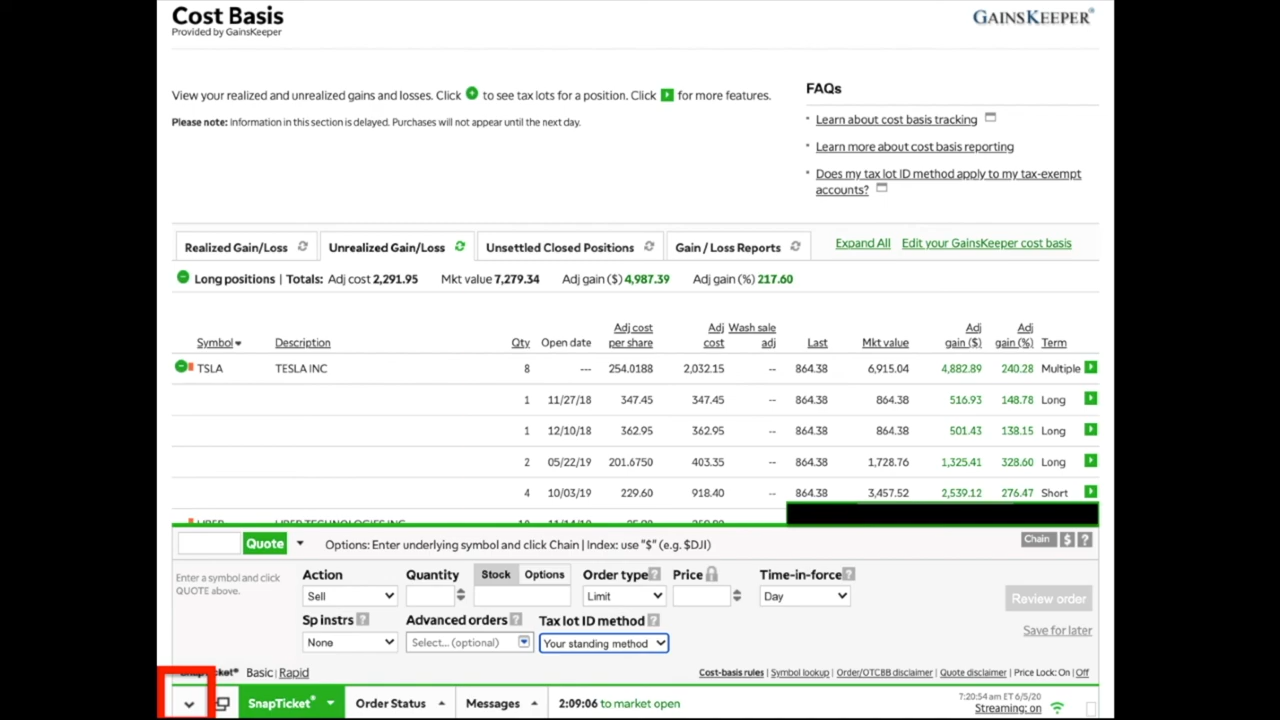 Cost Basis
Provided by GainsKeeper
GAINSKEEPER®
View your realized and unrealized gains and losses. Click to see tax lots for a position. Click for more features.
Please note: Information in this section is delayed. Purchases will not appear until the next day.
FAQs
Learn about cost basis tracking
Learn more about cost basis reporting
Does my tax lot ID method apply to my tax-exempt
accounts?
Realized Gain/Loss Unrealized Gain/Loss Unsettled Closed Positions Gain / Loss Reports Expand All Edit your GainsKeeper cost basis
Long positions | Totals: Adj cost 2,291.95 Mkt value 7,279.34 Adj gain ($) 4,987.39 Adj gain (%) 217.60
Adj cost Adj Wash sale Adj Adj
Symbol Description Qty Open date per share cost adj Last Mkt value gain ($) gain (%) Term
TSLA TESLA INC 8 --- 254.0188 2,032.15 -- 864.38 6,915.04 4,882.89 240.28 Multiple
1 11/27/18 347.45 347.45 -- 864.38 864.38 516.93 148.78 Long
1 12/10/18 362.95 362.95 -- 864.38 864.38 501.43 138.15 Long
2 05/22/19 201.6750 403.35 -- 864.38 1,728.76 1,325.41 328.60 Long
4 10/03/19 229.60 918.40 -- 864.38 3,457.52 2,539.12 276.47 Short
UBER UBER TECHNOLOGIES INC
Quote Options: Enter underlying symbol and click Chain | Index: use "$" (e.g. $DJI) Chain $ ?
Enter a symbol and click
QUOTE above.
Action Quantity Stock Options Order type ? Price Time-in-force ?
Sell Limit Day
Review order
Sp instrs ? Advanced orders ? Tax lot ID method ?
None Select... (optional) Your standing method
Save for later
SnapTicket® Basic | Rapid Cost-basis rules | Symbol lookup | Order/OTCBB disclaimer | Quote disclaimer | Price Lock: On | Off
SnapTicket® Order Status Messages 2:09:06 to market open
7:20:54 am ET 6/5/20
Streaming: on